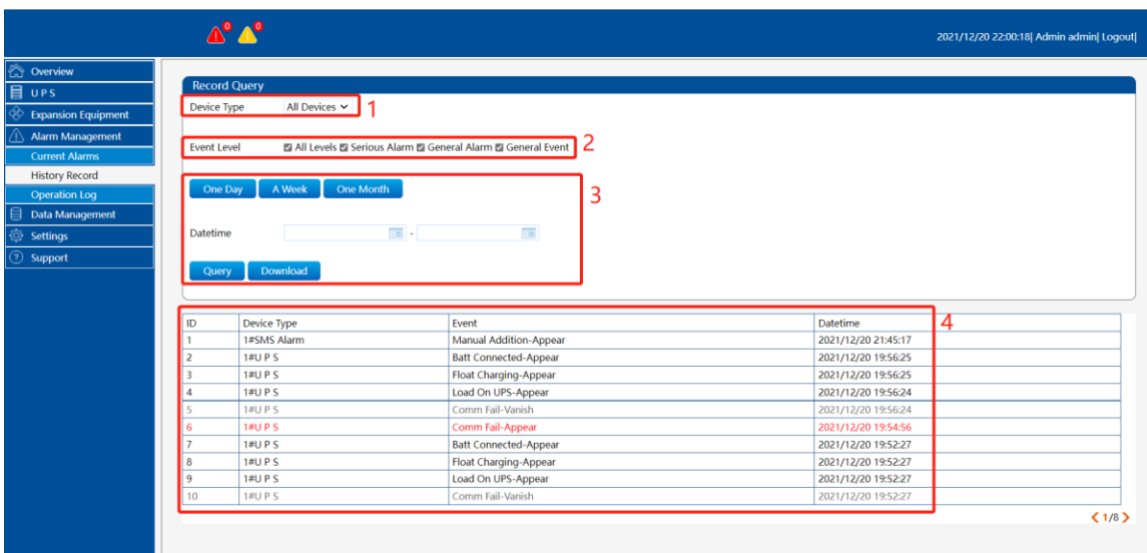 0 0
2021/12/20 22:00:18| Admin admin| Logout|
Overview
U P S
Expansion Equipment
Alarm Management
Current Alarms
History Record
Operation Log
Data Management
Settings
Support
Record Query
Device Type All Devices 1
Event Level All Levels Serious Alarm General Alarm General Event 2
One Day A Week One Month 3
Datetime -
Query Download
ID Device Type Event Datetime 4
1 1#SMS Alarm Manual Addition-Appear 2021/12/20 21:45:17
2 1#U P S Batt Connected-Appear 2021/12/20 19:56:25
3 1#U P S Float Charging-Appear 2021/12/20 19:56:25
4 1#U P S Load On UPS-Appear 2021/12/20 19:56:24
5 1#U P S Comm Fail-Vanish 2021/12/20 19:56:24
6 1#U P S Comm Fail-Appear 2021/12/20 19:54:56
7 1#U P S Batt Connected-Appear 2021/12/20 19:52:27
8 1#U P S Float Charging-Appear 2021/12/20 19:52:27
9 1#U P S Load On UPS-Appear 2021/12/20 19:52:27
10 1#U P S Comm Fail-Vanish 2021/12/20 19:52:27
1/8